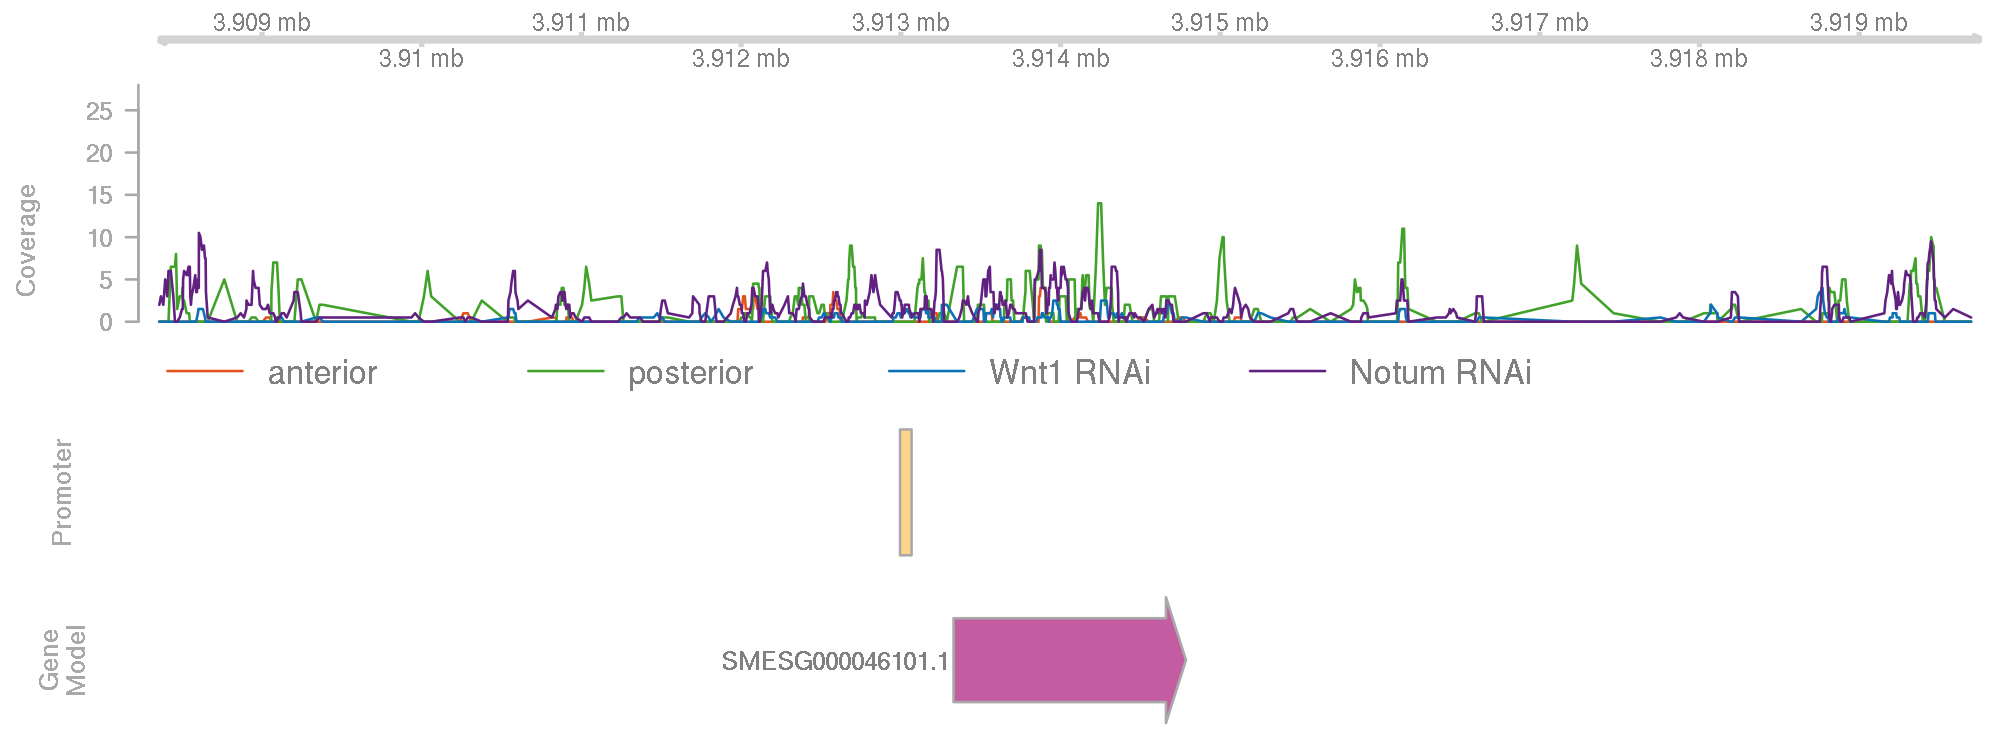 3.909 mb 3.911 mb 3.913 mb 3.915 mb 3.917 mb 3.919 mb
3.91 mb 3.912 mb 3.914 mb 3.916 mb 3.918 mb
25
20
15
10
5
0
Coverage
anterior posterior Wnt1 RNAi Notum RNAi
Promoter
Gene
Model
SMESG000046101.1